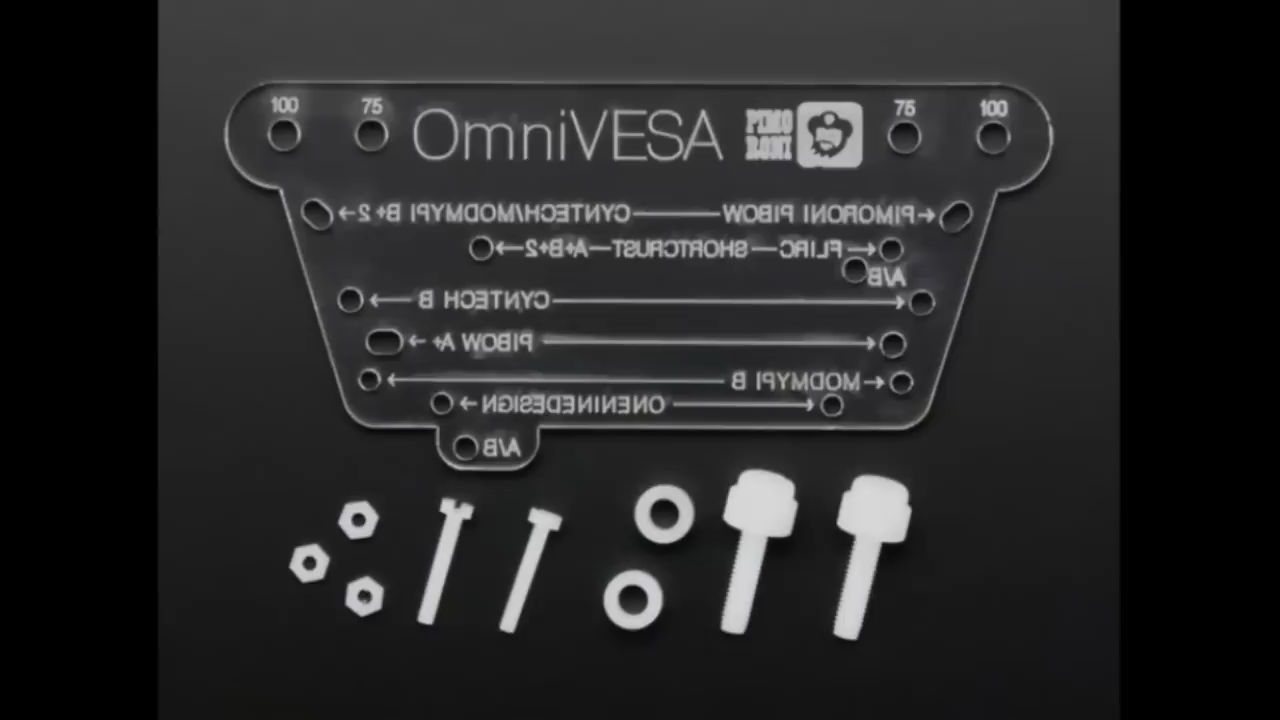 100 75 OmniVESA PIMO RONI 75 100
CYNTECH/MODMYPI B+ 2 PIMORONI PIBOW
A+B+2 SHORTCRUST FLIRC
A/B
CYNTECH B
PIBOW A+
MODMYPI B
ONENINEDESIGN
A/B